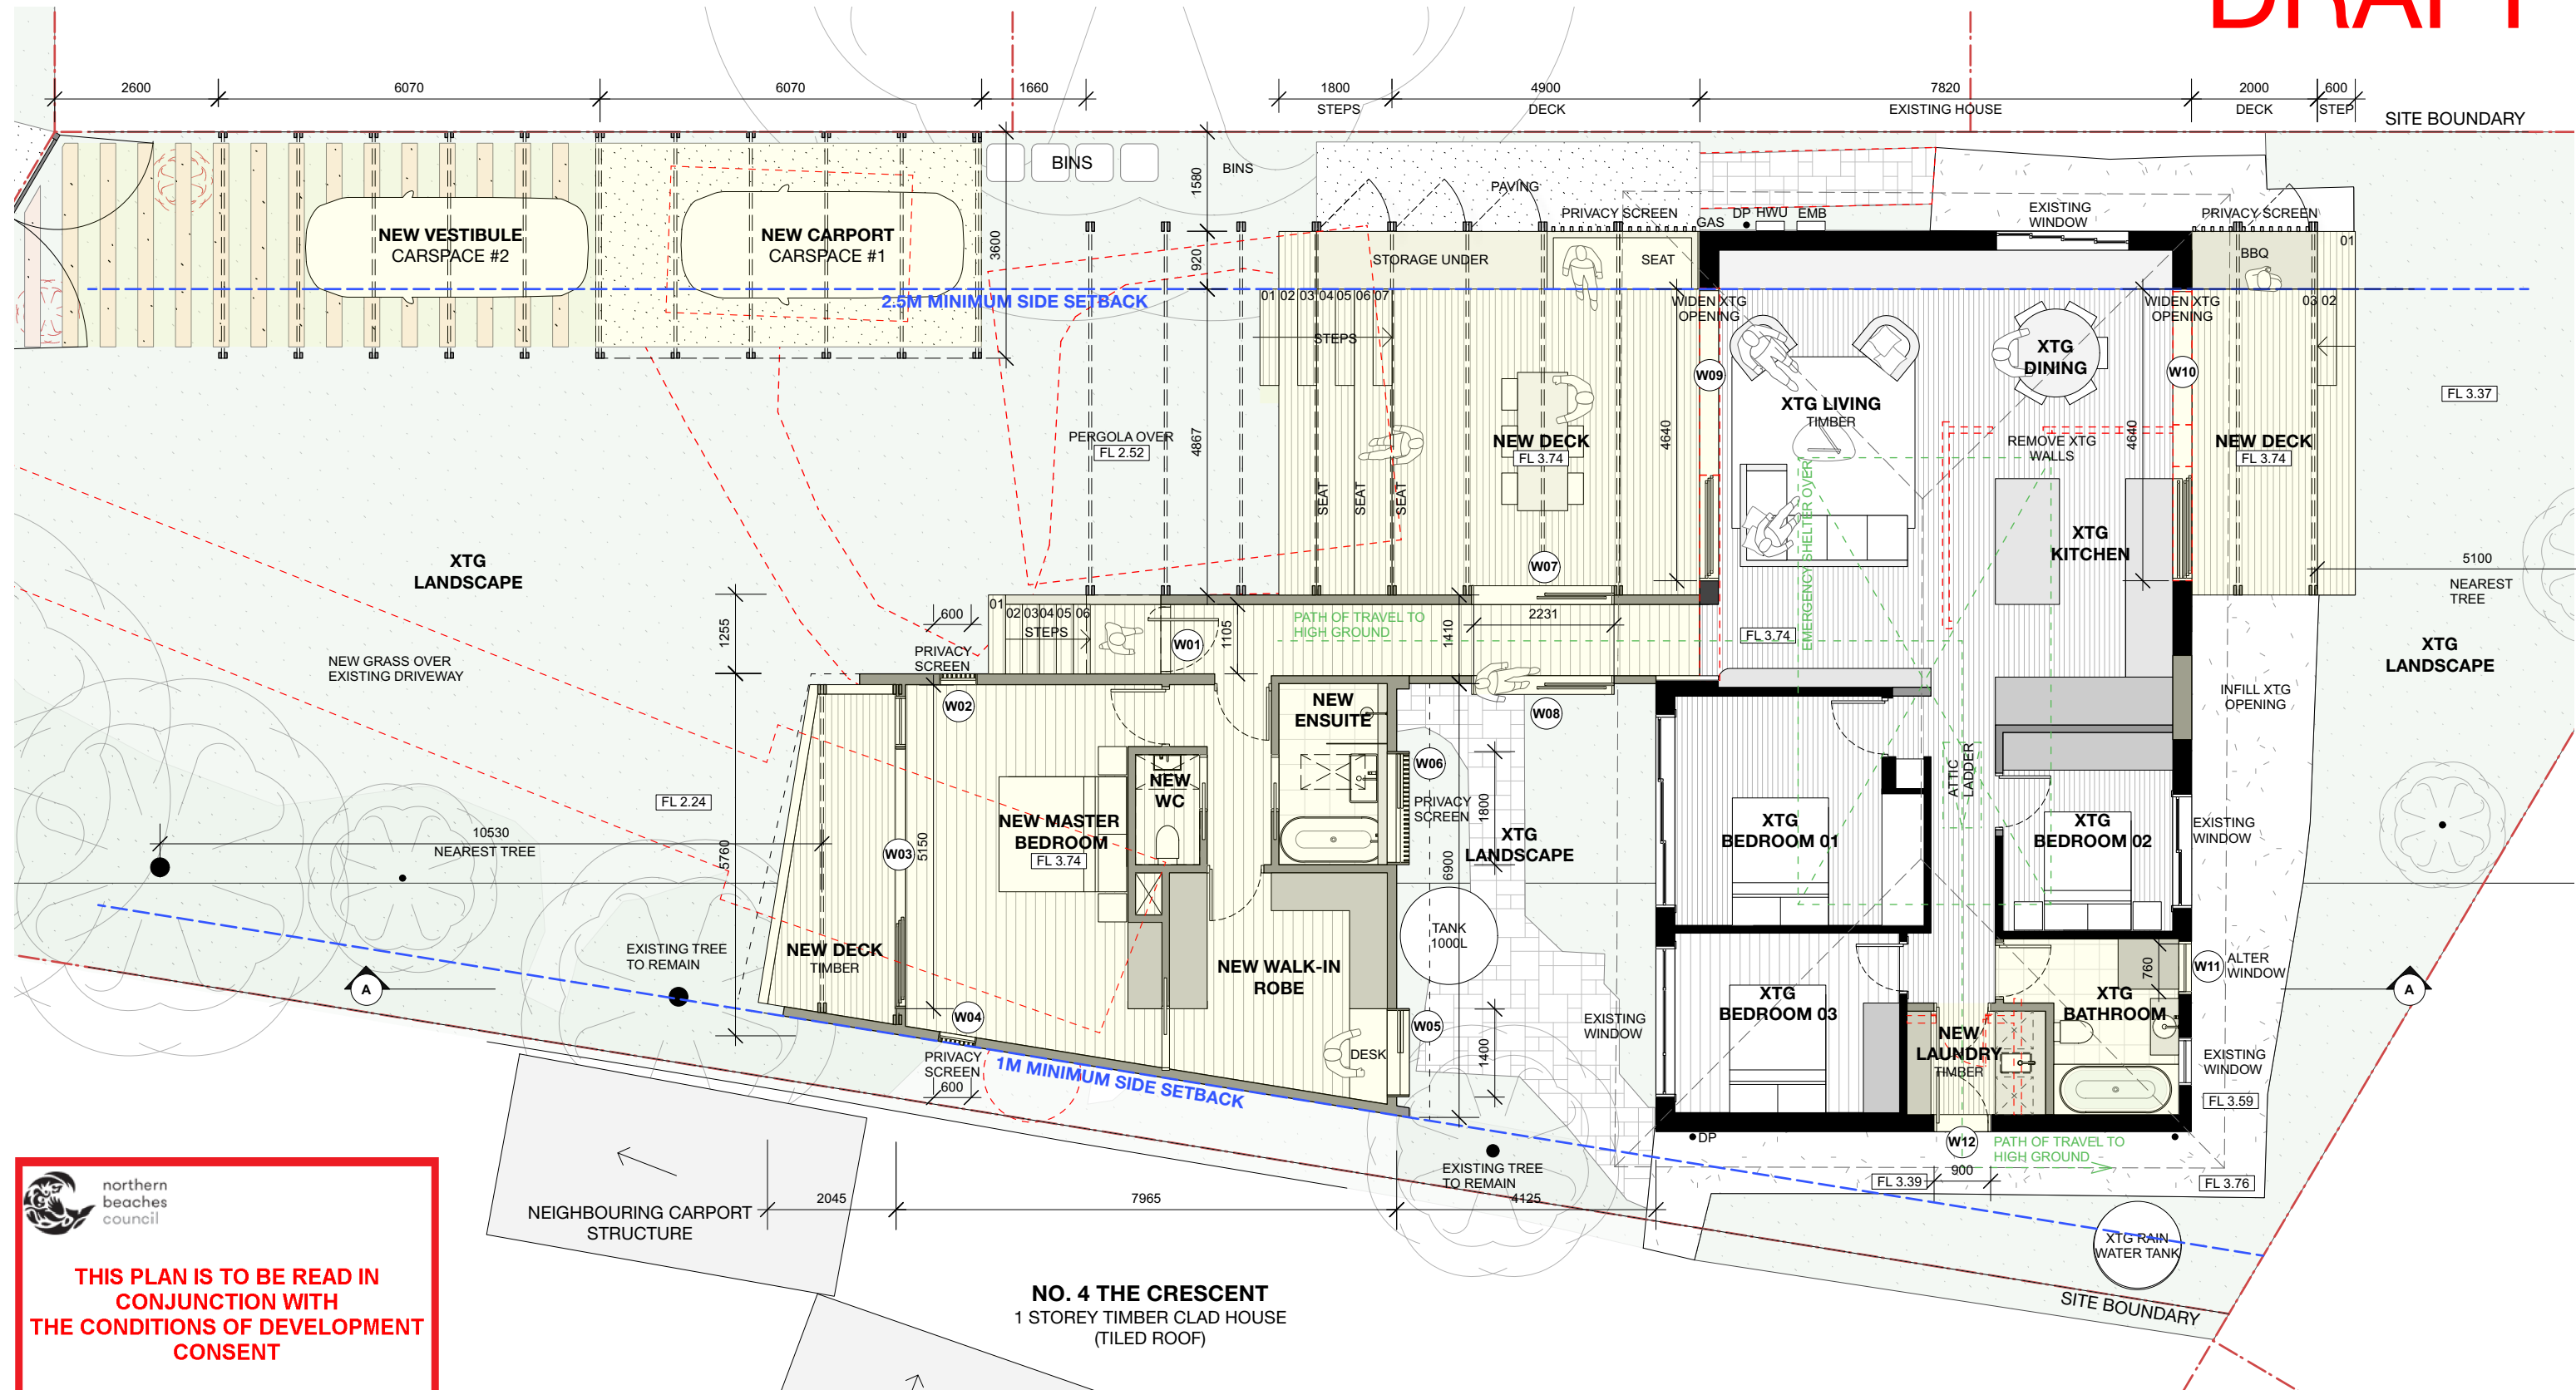 DRAFT
2600
6070
6070
1660
1800
STEPS
4900
DECK
7820
EXISTING HOUSE
2000
DECK
600
STEP
SITE BOUNDARY
BINS
BINS
1580
3600
920
NEW VESTIBULE
CARSPACE #2
NEW CARPORT
CARSPACE #1
2.5M MINIMUM SIDE SETBACK
PAVING
PRIVACY SCREEN
GAS
DP
HWU
EMB
EXISTING
WINDOW
PRIVACY SCREEN
01
BBQ
STORAGE UNDER
SEAT
01 02 03 04 05 06 07
STEPS
WIDEN XTG
OPENING
WIDEN XTG
OPENING
03 02
W09
W10
XTG
DINING
XTG LIVING
TIMBER
FL 3.37
PERGOLA OVER
FL 2.52
4867
NEW DECK
FL 3.74
4640
REMOVE XTG
WALLS
4640
NEW DECK
FL 3.74
SEAT
SEAT
SEAT
EMERGENCY SHELTER OVER
XTG
KITCHEN
XTG
LANDSCAPE
W07
5100
NEAREST
TREE
1255
600
01
02 03 04 05 06
STEPS
W01
1105
PATH OF TRAVEL TO
HIGH GROUND
1410
2231
FL 3.74
XTG
LANDSCAPE
NEW GRASS OVER
EXISTING DRIVEWAY
PRIVACY
SCREEN
W02
NEW
ENSUITE
W08
INFILL XTG
OPENING
W06
PRIVACY
SCREEN
1800
ATTIC
LADDER
NEW
WC
FL 2.24
10530
NEAREST TREE
5760
W03
5150
NEW MASTER
BEDROOM
FL 3.74
XTG
LANDSCAPE
6900
XTG
BEDROOM 01
XTG
BEDROOM 02
EXISTING
WINDOW
TANK
1000L
EXISTING TREE
TO REMAIN
NEW DECK
TIMBER
NEW WALK-IN
ROBE
A
W11
ALTER
WINDOW
760
A
XTG
BEDROOM 03
XTG
BATHROOM
W04
W05
EXISTING
WINDOW
NEW
LAUNDRY
TIMBER
DESK
1400
PRIVACY
SCREEN
600
1M MINIMUM SIDE SETBACK
EXISTING
WINDOW
FL 3.59
DP
W12
PATH OF TRAVEL TO
HIGH GROUND
900
FL 3.39
FL 3.76
EXISTING TREE
TO REMAIN
2045
7965
4125
NEIGHBOURING CARPORT
STRUCTURE
XTG RAIN
WATER TANK
SITE BOUNDARY
NO. 4 THE CRESCENT
1 STOREY TIMBER CLAD HOUSE
(TILED ROOF)
northern
beaches
council
THIS PLAN IS TO BE READ IN
CONJUNCTION WITH
THE CONDITIONS OF DEVELOPMENT
CONSENT